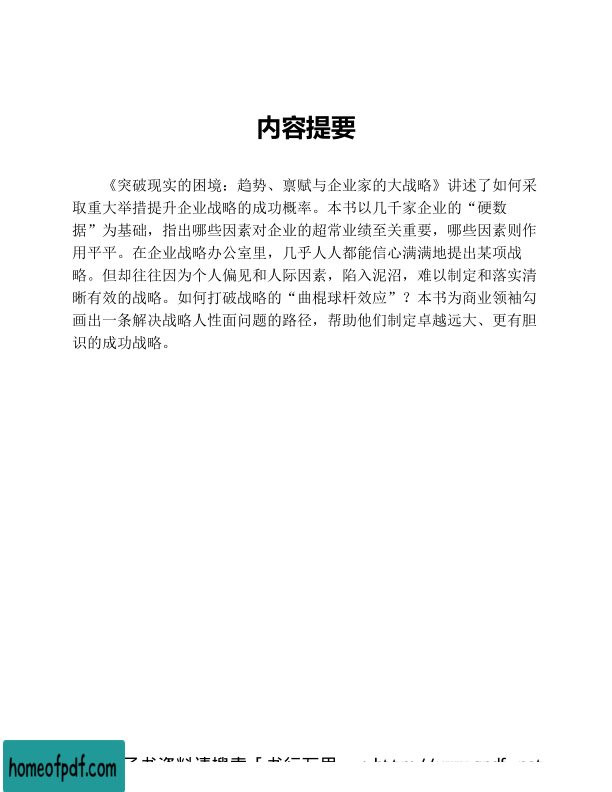 内容提要
《突破现实的困境：趋势、禀赋与企业家的大战略》讲述了如何采
取重大举措提升企业战略的成功概率。本书以几千家企业的“硬数
据”为基础，指出哪些因素对企业的超常业绩至关重要，哪些因素则作
用平平。在企业战略办公室里，几乎人人都能信心满满地提出某项战
略。但却往往因为个人偏见和人际因素，陷入泥沼，难以制定和落实清
晰有效的战略。如何打破战略的“曲棍球杆效应”？本书为商业领袖勾
画出一条解决战略人性面问题的路径，帮助他们制定卓越远大、更有胆
识的成功战略。
homeofpdf.com